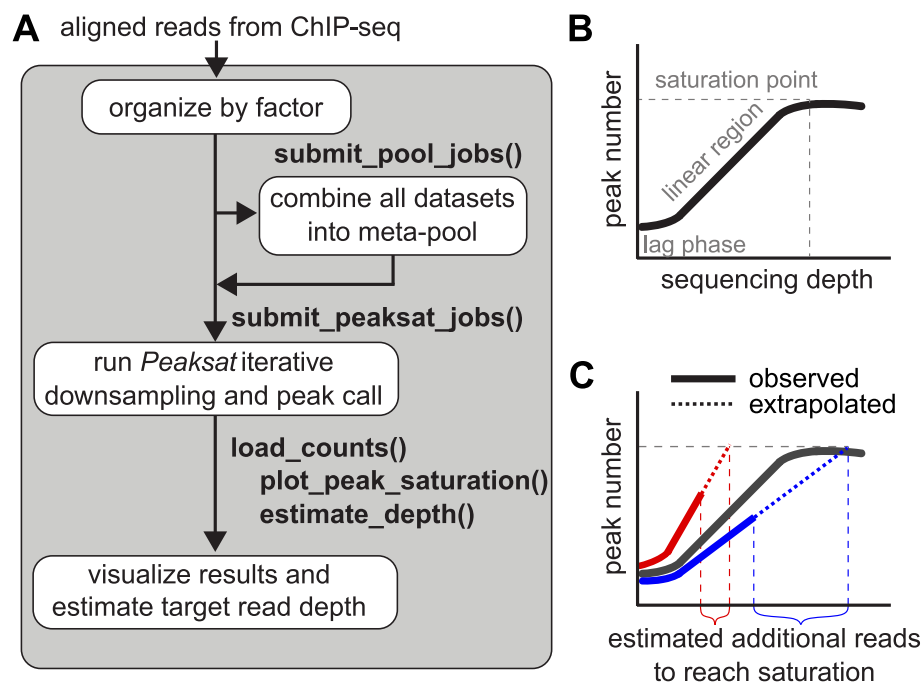 A
aligned reads from ChIP-seq
organize by factor
submit_pool_jobs()
combine all datasets
into meta-pool
submit_peaksat_jobs()
run Peaksat iterative
downsampling and peak call
load_counts()
plot_peak_saturation()
estimate_depth()
visualize results and
estimate target read depth
B
saturation point
linear region
lag phase
peak number
sequencing depth
C
observed
extrapolated
peak number
estimated additional reads
to reach saturation